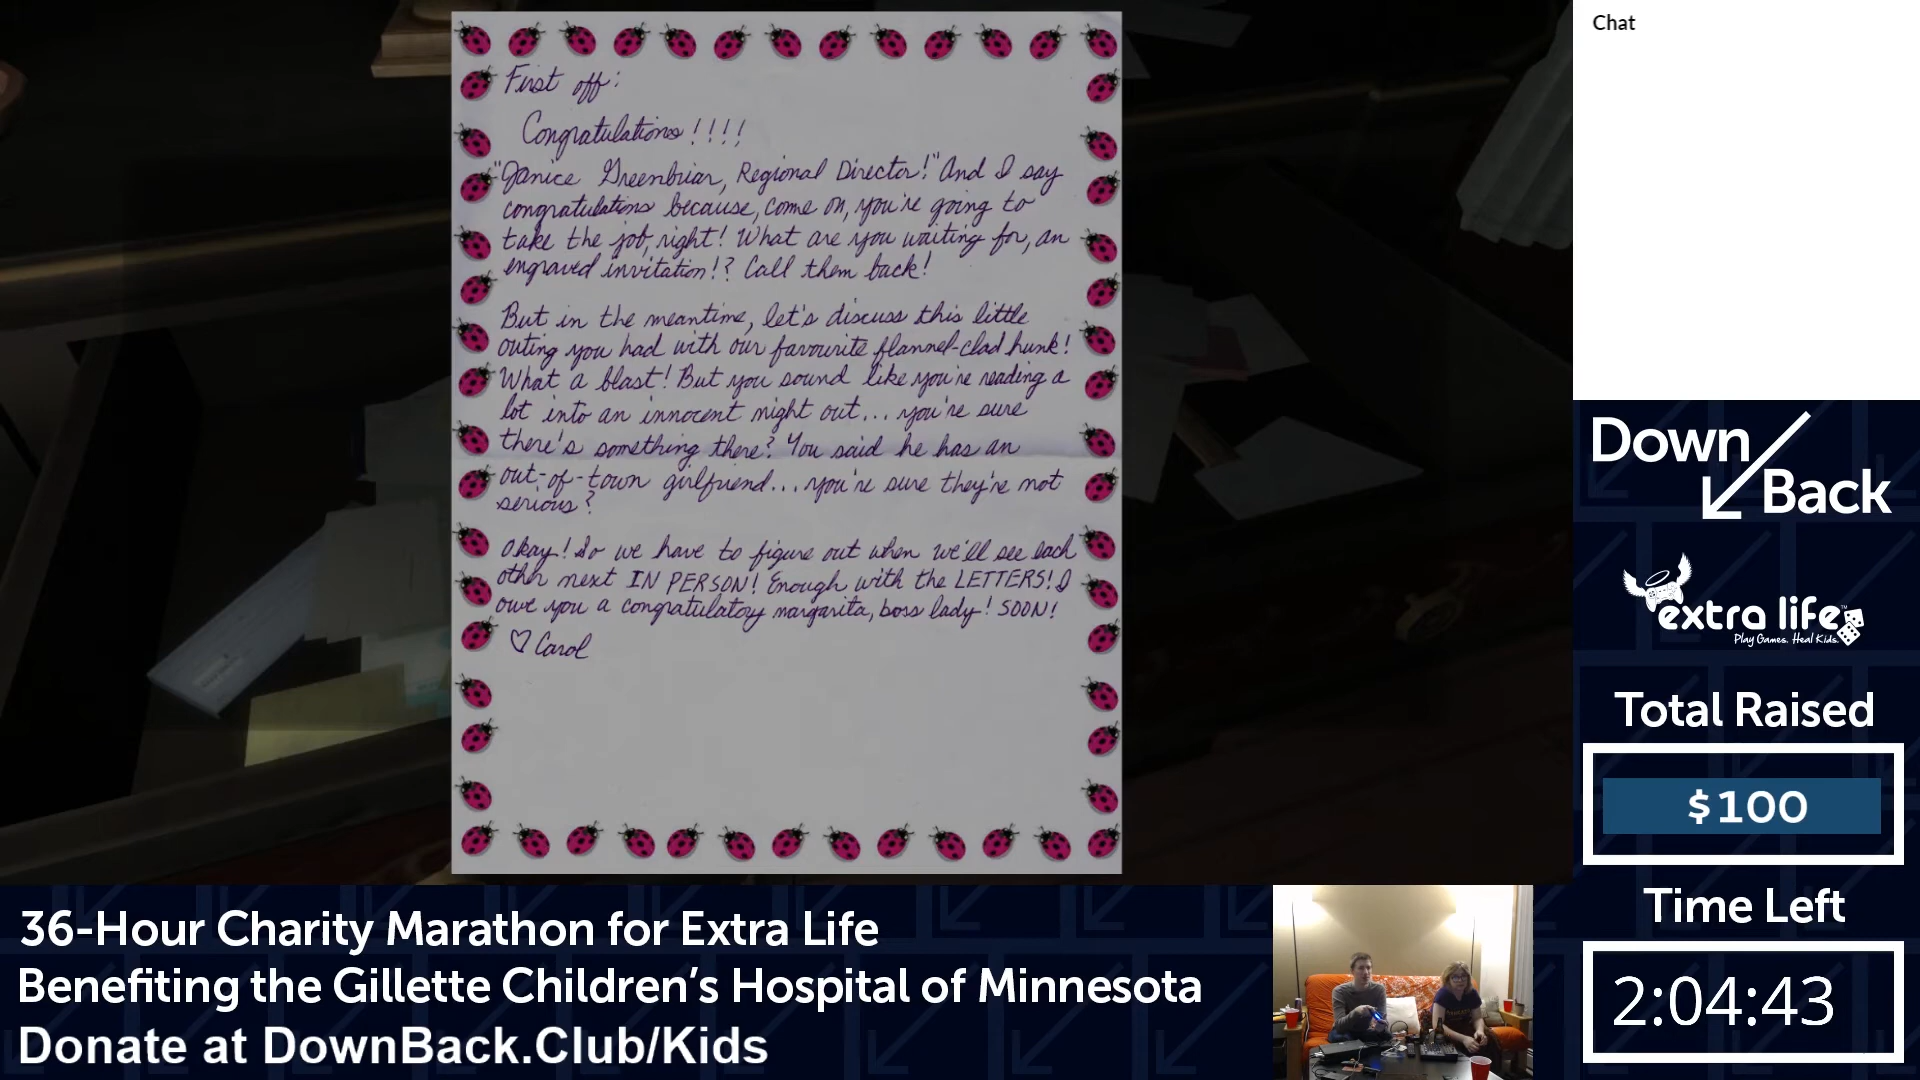 First off:
Congratulations!!!!
"Janice Greenbriar, Regional Director!" And I say
congratulations because, come on, you're going to
take the job, right! What are you waiting for, an
engraved invitation!? Call them back!
But in the meantime, let's discuss this little
outing you had with our favourite flannel-clad hunk!
What a blast! But you sound like you're reading a
lot into an innocent night out... you're sure
there's something there? You said he has an
out-of-town girlfriend... you're sure they're not
serious?
Okay! So we have to figure out when we'll see each
other next IN PERSON! Enough with the LETTERS! I
owe you a congratulatory margarita, boss lady! SOON!
♡ Carol
Chat
Down
Back
extra life
Play Games. Heal Kids.
Total Raised
$100
Time Left
2:04:43
36-Hour Charity Marathon for Extra Life
Benefiting the Gillette Children's Hospital of Minnesota
Donate at DownBack.Club/Kids